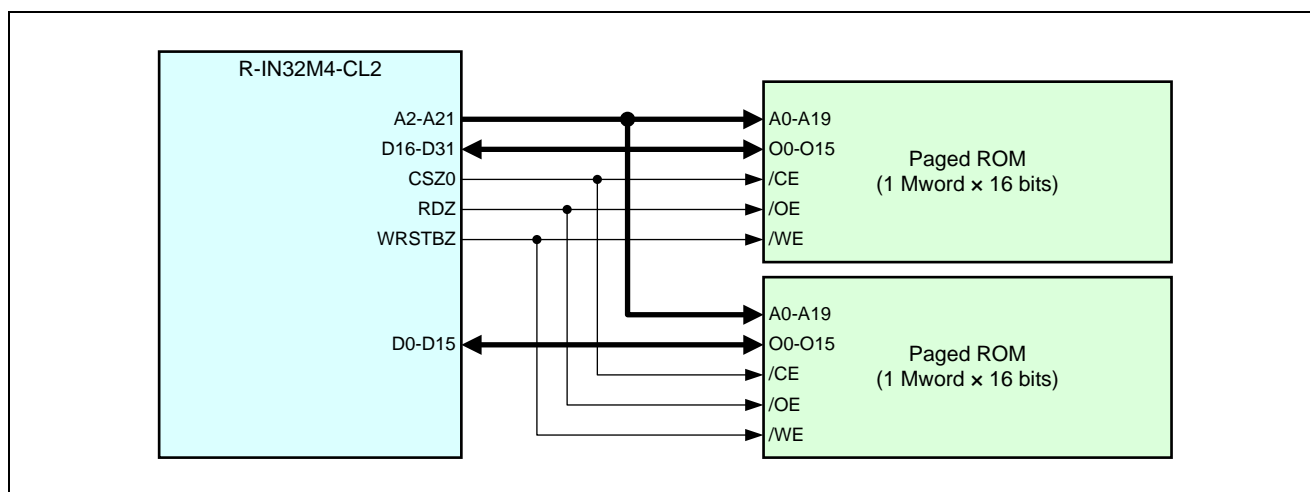 R-IN32M4-CL2
A2-A21
D16-D31
CSZ0
RDZ
WRSTBZ
D0-D15
A0-A19
O0-O15
/CE
/OE
/WE
Paged ROM
(1 Mword × 16 bits)
A0-A19
O0-O15
/CE
/OE
/WE
Paged ROM
(1 Mword × 16 bits)